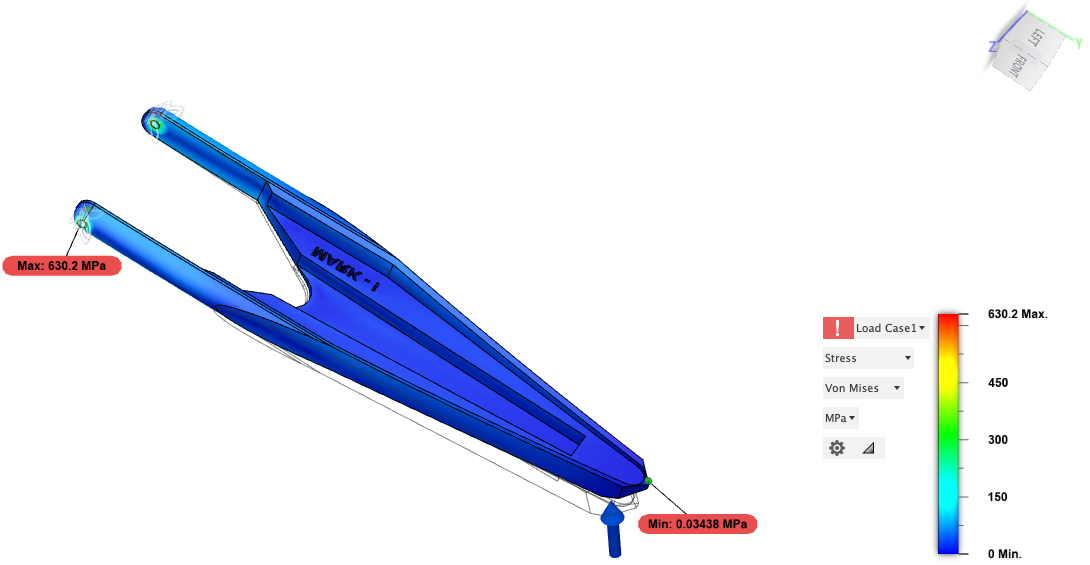 LEFT
FRONT
Z
Y
MARK - I
Max: 630.2 MPa
Min: 0.03438 MPa
! Load Case1
Stress
Von Mises
MPa
630.2 Max.
450
300
150
0 Min.